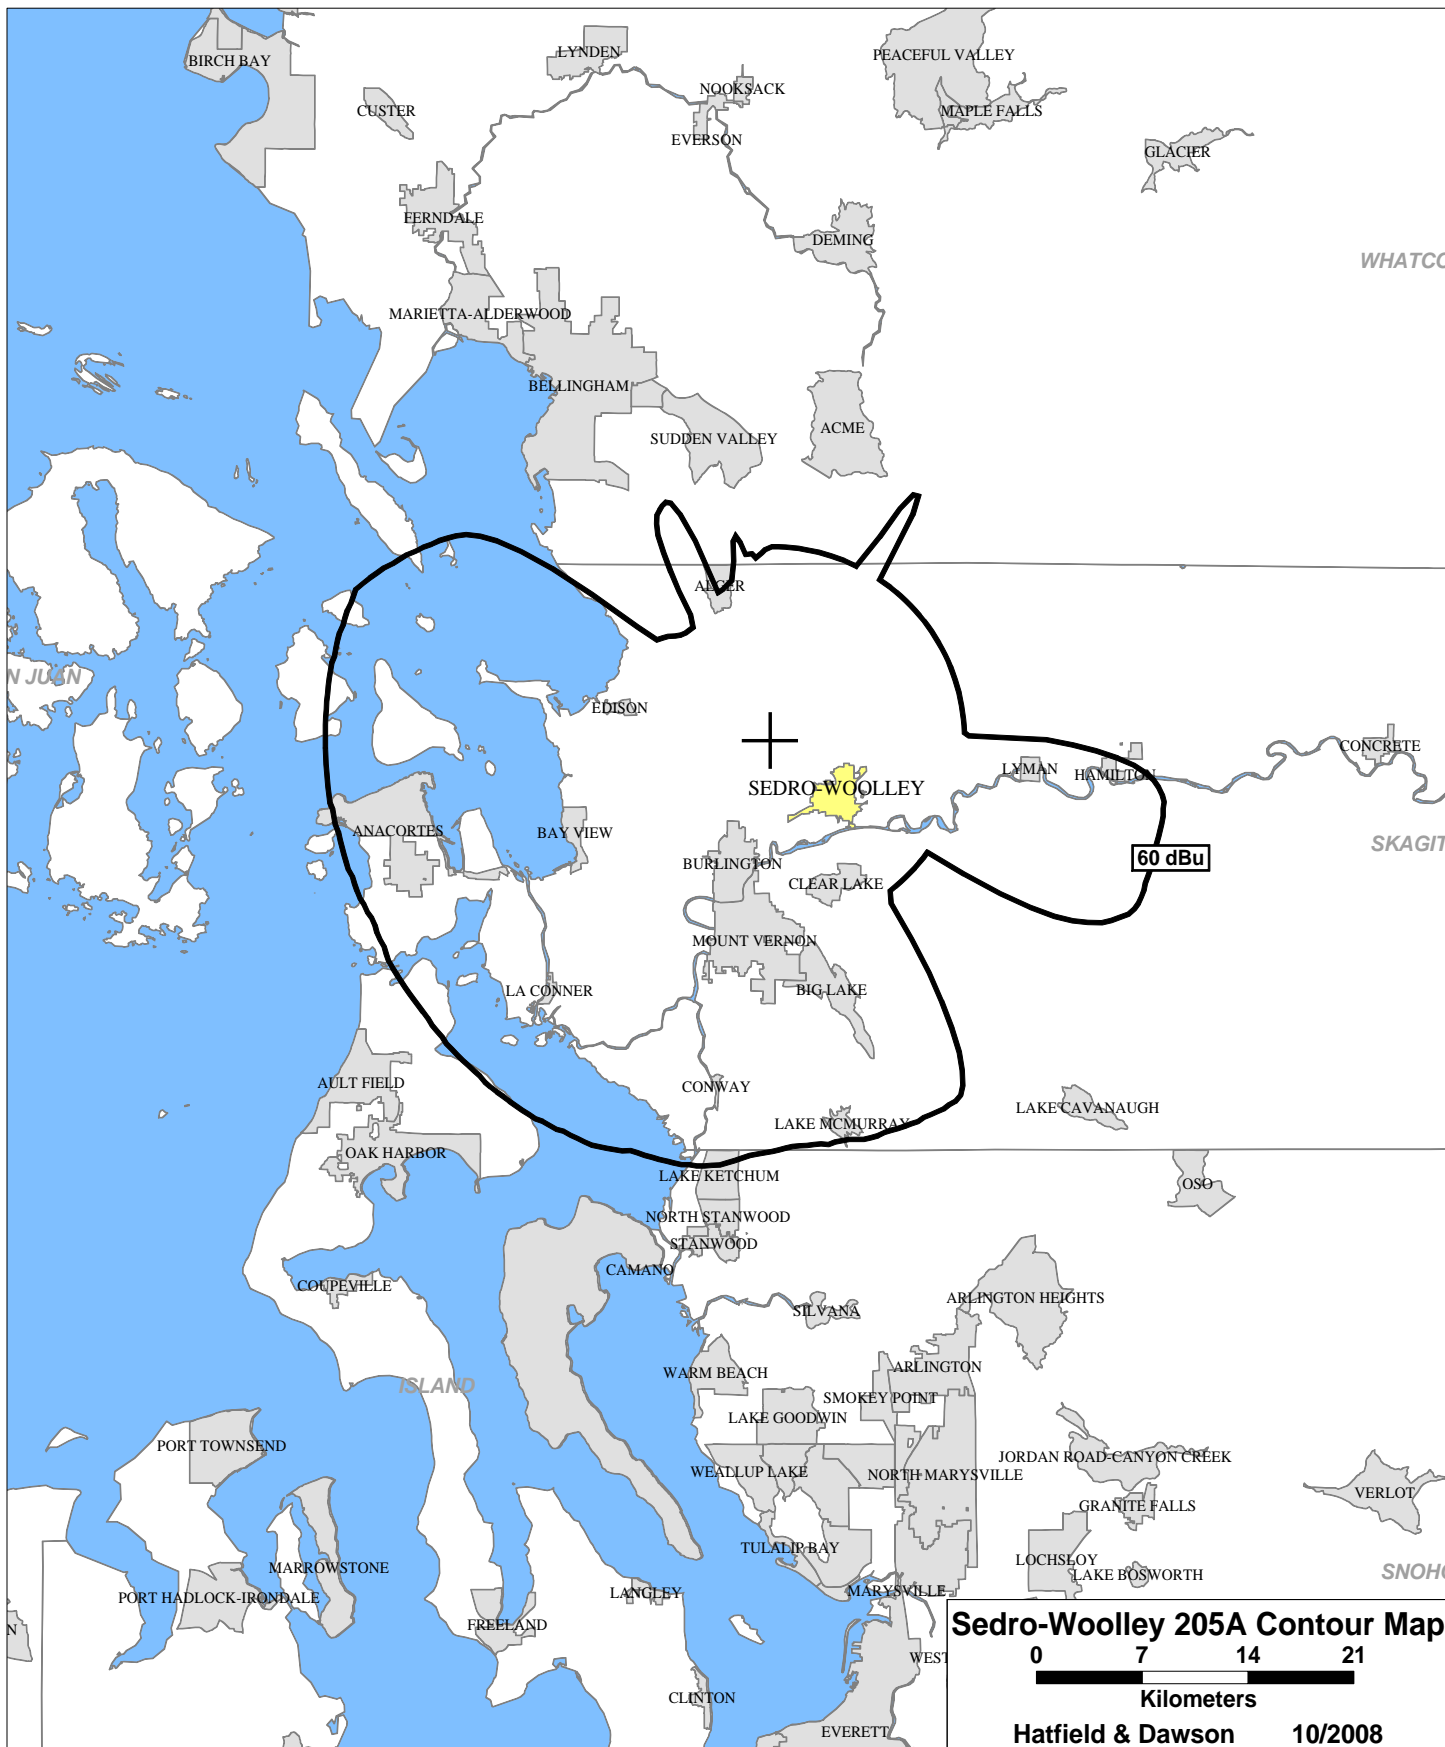 BIRCH BAY
LYNDEN
PEACEFUL VALLEY
NOOKSACK
CUSTER
MAPLE FALLS
EVERSON
GLACIER
FERNDALE
DEMING
WHATCO
MARIETTA-ALDERWOOD
BELLINGHAM
ACME
SUDDEN VALLEY
ALGER
N JUAN
EDISON
CONCRETE
LYMAN
HAMILTON
SEDRO-WOOLLEY
ANACORTES
BAY VIEW
SKAGIT
BURLINGTON
60 dBu
CLEAR LAKE
MOUNT VERNON
LA CONNER
BIG LAKE
AULT FIELD
CONWAY
LAKE CAVANAUGH
LAKE MCMURRAY
OAK HARBOR
LAKE KETCHUM
OSO
NORTH STANWOOD
STANWOOD
CAMANO
COUPEVILLE
ARLINGTON HEIGHTS
SILVANA
ARLINGTON
WARM BEACH
ISLAND
SMOKEY POINT
LAKE GOODWIN
PORT TOWNSEND
JORDAN ROAD-CANYON CREEK
WEALLUP LAKE
NORTH MARYSVILLE
VERLOT
GRANITE FALLS
TULALIP BAY
LOCHSLOY
MARROWSTONE
SNOHO
LAKE BOSWORTH
MARYSVILLE
LANGLEY
PORT HADLOCK-IRONDALE
FREELAND
N
WEST
CLINTON
EVERETT
Sedro-Woolley 205A Contour Map
0 7 14 21
Kilometers
Hatfield & Dawson 10/2008